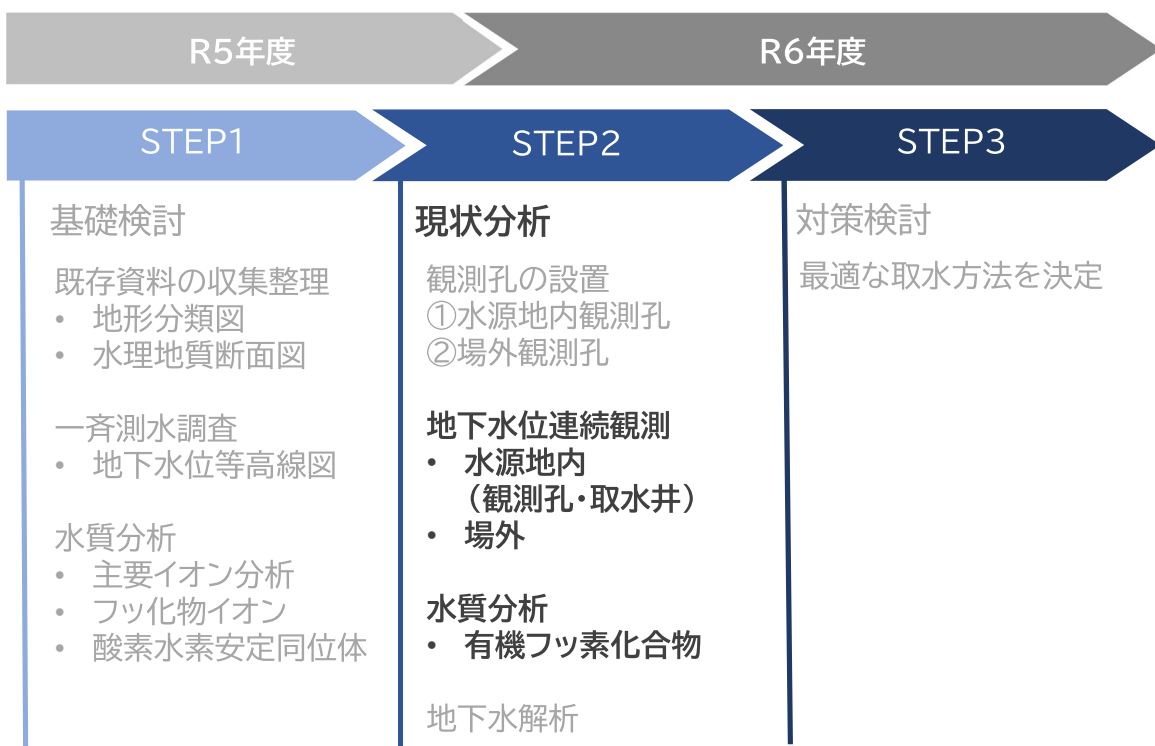 R5年度
R6年度
STEP1
STEP2
STEP3
基礎検討
既存資料の収集整理
• 地形分類図
• 水理地質断面図
一斉測水調査
• 地下水位等高線図
水質分析
• 主要イオン分析
• フッ化物イオン
• 酸素水素安定同位体
現状分析
観測孔の設置
①水源地内観測孔
②場外観測孔
地下水位連続観測
• 水源地内
（観測孔・取水井）
• 場外
水質分析
• 有機フッ素化合物
地下水解析
対策検討
最適な取水方法を決定